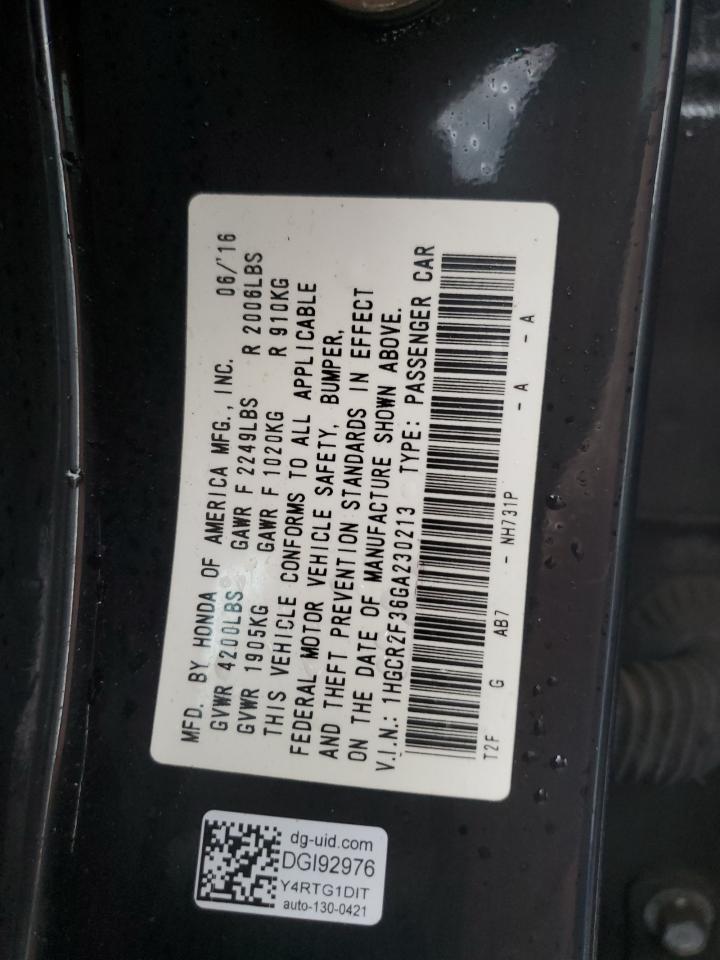 MFD. BY HONDA OF AMERICA MFG., INC. 06/'16
GVWR 4200LBS GAWR F 2249LBS R 2006LBS
GVWR 1905KG GAWR F 1020KG R 910KG
THIS VEHICLE CONFORMS TO ALL APPLICABLE
FEDERAL MOTOR VEHICLE SAFETY, BUMPER,
AND THEFT PREVENTION STANDARDS IN EFFECT
ON THE DATE OF MANUFACTURE SHOWN ABOVE.
V.I.N.: 1HGCR2F36GA230213 TYPE: PASSENGER CAR
T2F G AB7 - NH731P - A - A
dg-uid.com
DGI92976
Y4RTG1DIT
auto-130-0421